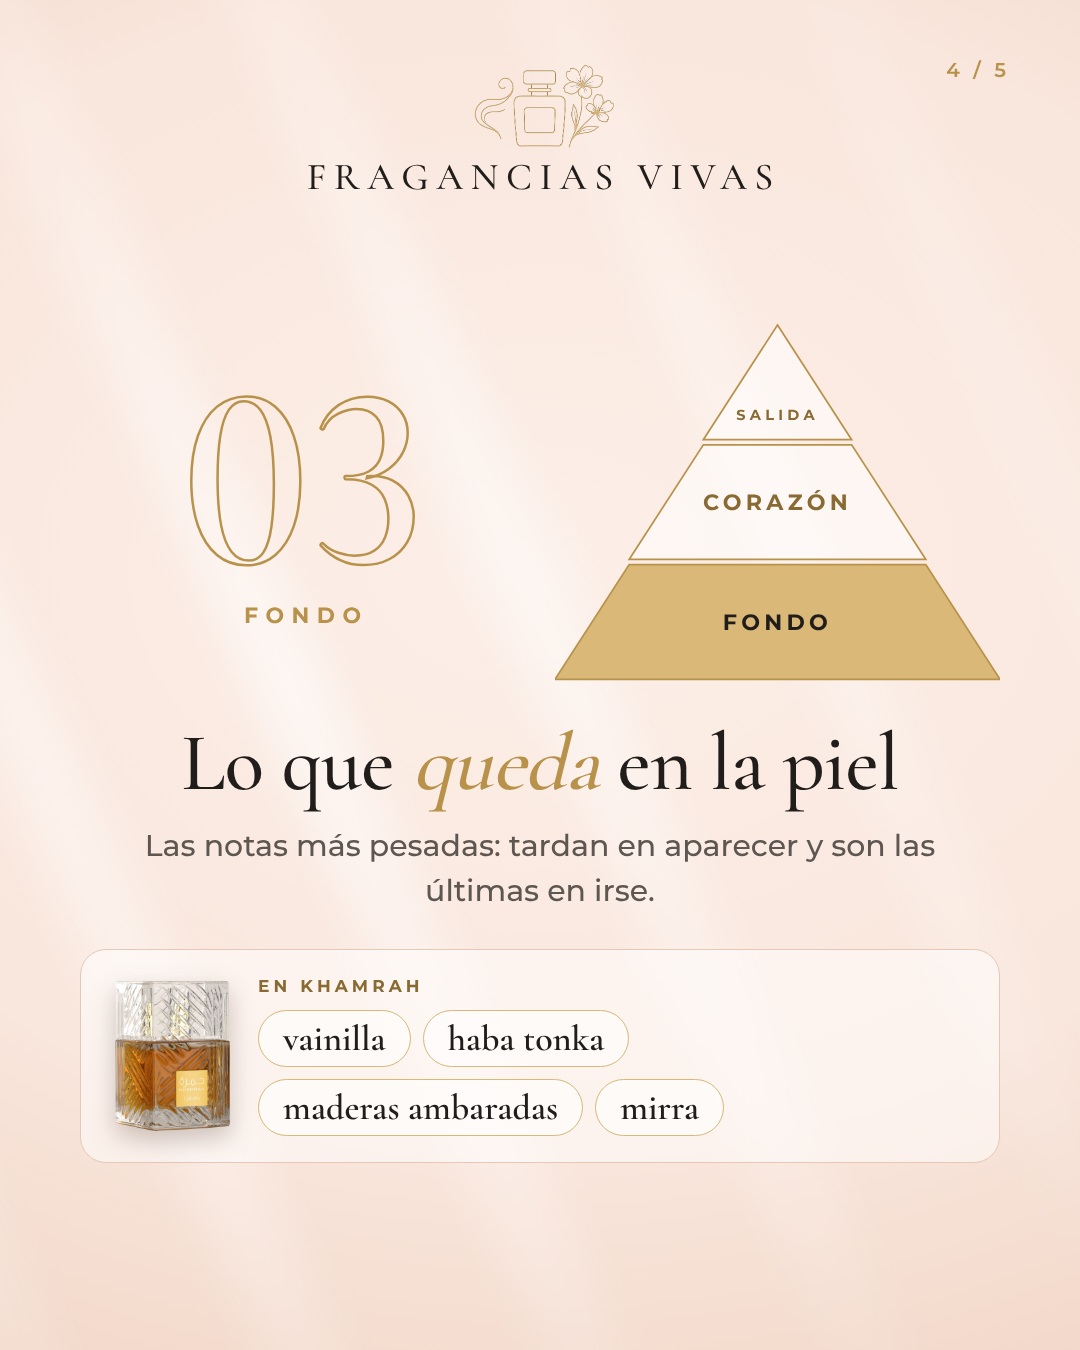 4 / 5
FRAGANCIAS VIVAS
03
FONDO
SALIDA
CORAZÓN
FONDO
Lo que queda en la piel
Las notas más pesadas: tardan en aparecer y son las
últimas en irse.
EN KHAMRAH
vainilla
haba tonka
maderas ambaradas
mirra